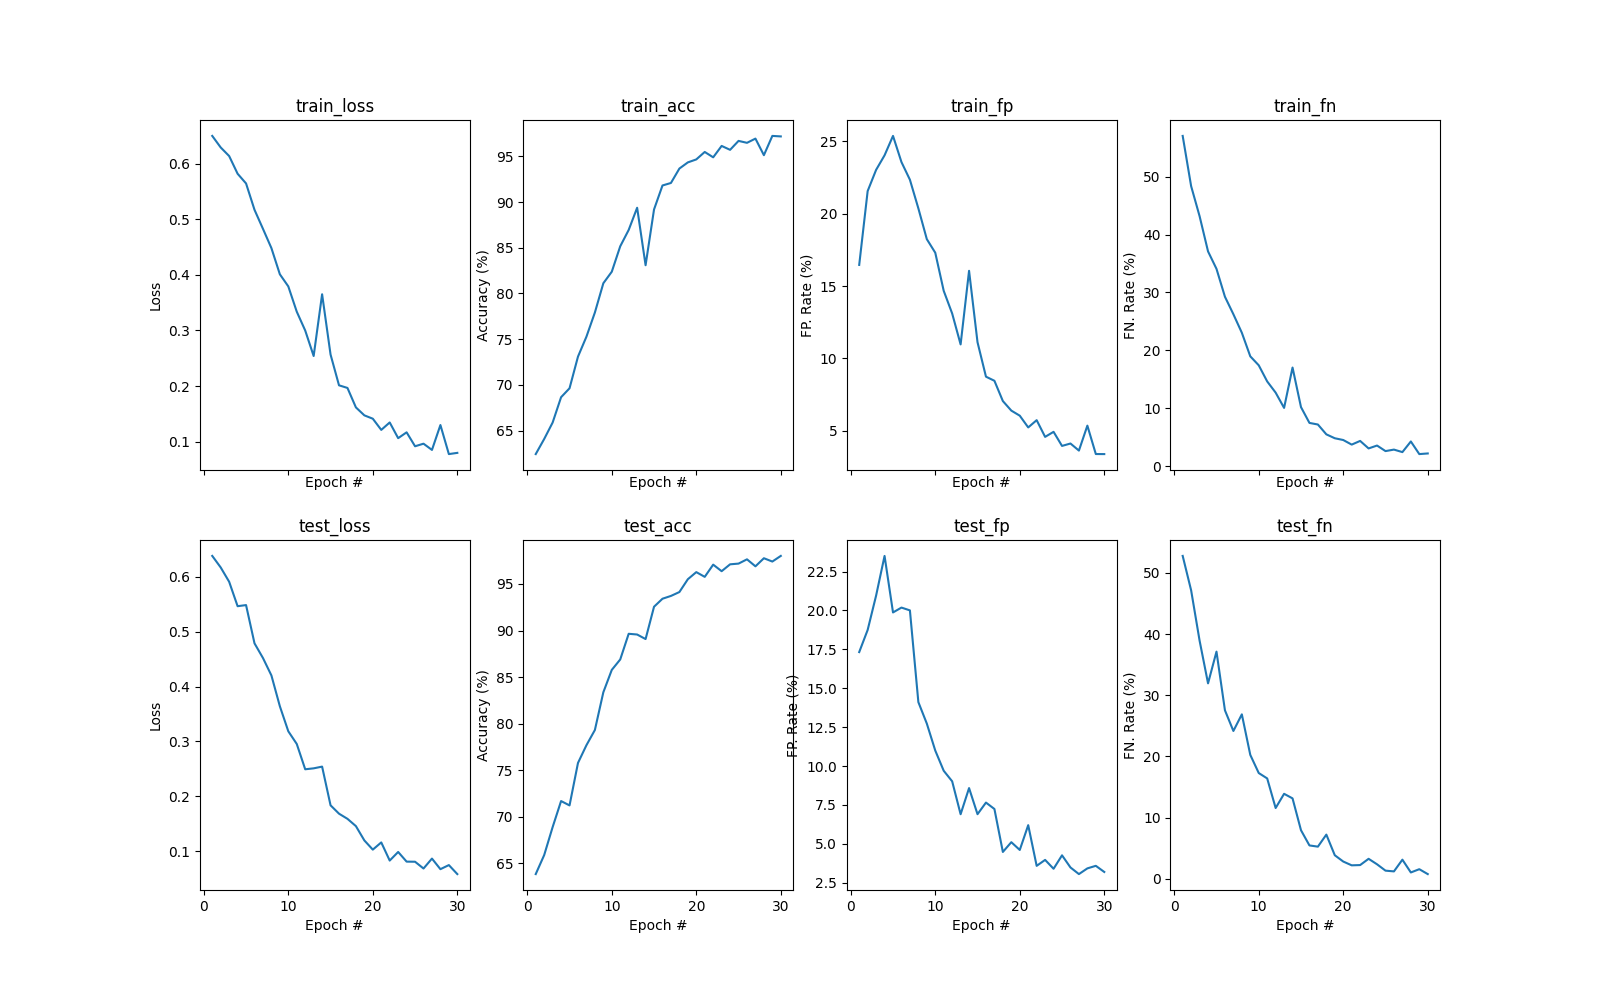 train_loss
train_acc
train_fp
train_fn
Loss
0.6
0.5
0.4
0.3
0.2
0.1
Epoch #
Accuracy (%)
95
90
85
80
75
70
65
Epoch #
FP. Rate (%)
25
20
15
10
5
Epoch #
FN. Rate (%)
50
40
30
20
10
0
Epoch #
test_loss
test_acc
test_fp
test_fn
Loss
0.6
0.5
0.4
0.3
0.2
0.1
0 10 20 30
Epoch #
Accuracy (%)
95
90
85
80
75
70
65
0 10 20 30
Epoch #
FP. Rate (%)
22.5
20.0
17.5
15.0
12.5
10.0
7.5
5.0
2.5
0 10 20 30
Epoch #
FN. Rate (%)
50
40
30
20
10
0
0 10 20 30
Epoch #